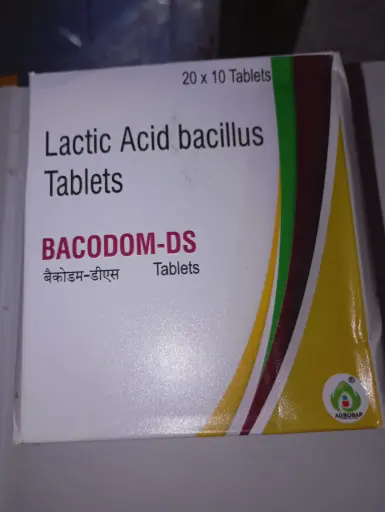 20 x 10 Tablets
Lactic Acid bacillus
Tablets
BACODOM-DS
बैकोडम-डीएस Tablets